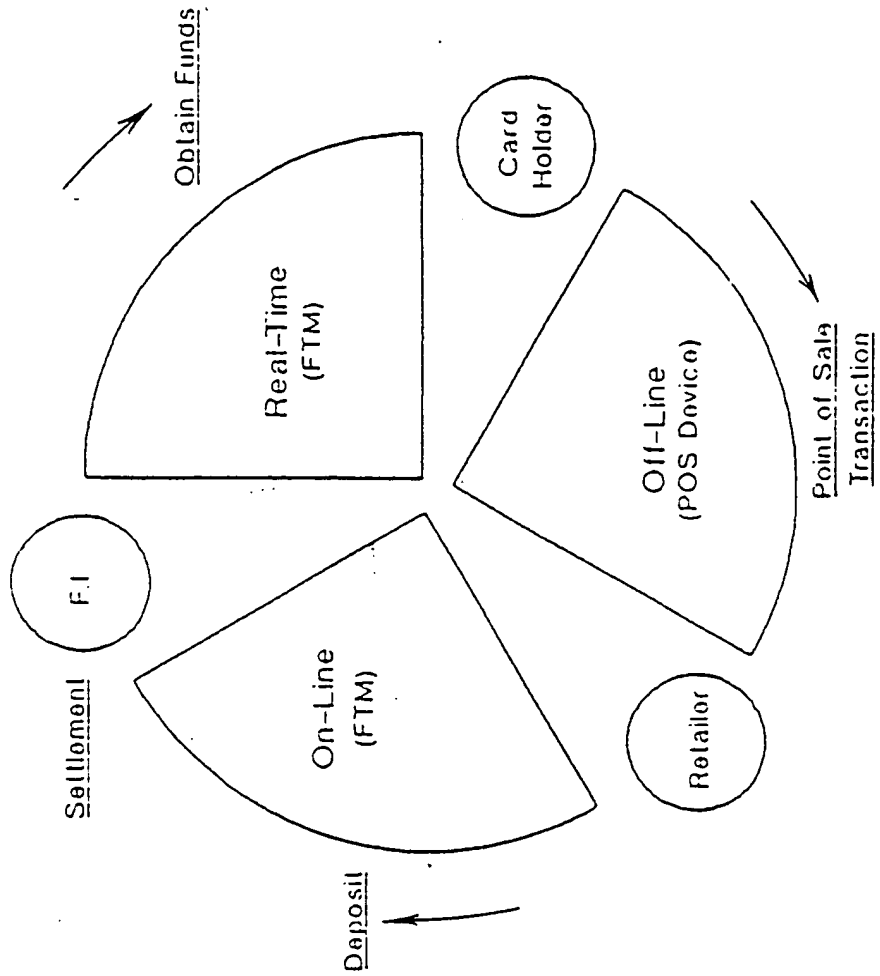 Settlement
F.I
Obtain Funds
Real-Time
(FTM)
On-Line
(FTM)
Deposit
Card
Holder
Off-Line
(POS Device)
Retailer
Point of Sale
Transaction